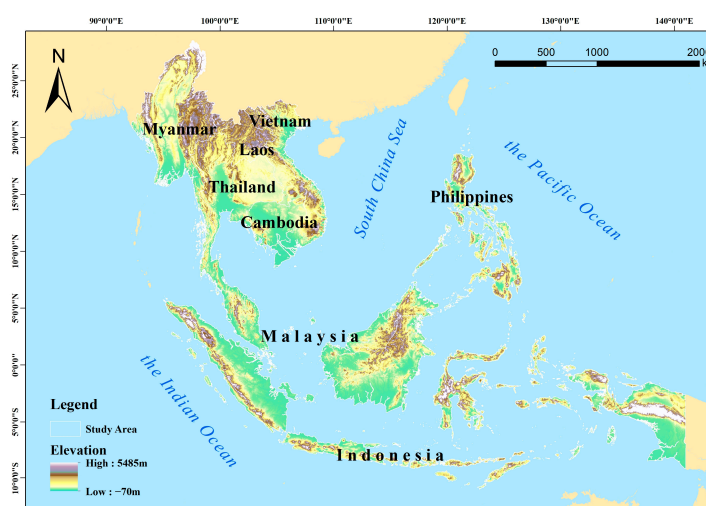 90°0'0"E 100°0'0"E 110°0'0"E 120°0'0"E 130°0'0"E 140°0'0"E
N
0 500 1000 2000
k
25°0'0"N
20°0'0"N
15°0'0"N
10°0'0"N
5°0'0"N
0°0'0"
5°0'0"S
10°0'0"S
Myanmar
Vietnam
Laos
Thailand
Cambodia
South China Sea
Philippines
the Pacific Ocean
Malaysia
the Indian Ocean
Indonesia
Legend
Study Area
Elevation
High : 5485m
Low : −70m